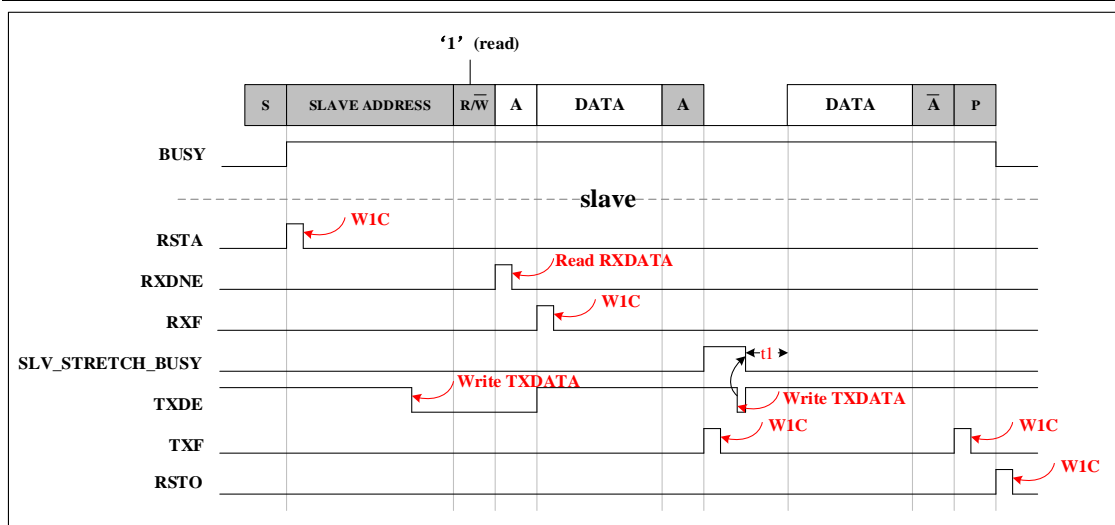 ‘1’ (read)
S SLAVE ADDRESS R/W̅ A DATA A DATA A̅ P
BUSY
slave
W1C
RSTA
Read RXDATA
RXDNE
W1C
RXF
SLV_STRETCH_BUSY t1
Write TXDATA
TXDE Write TXDATA
W1C W1C
TXF
W1C
RSTO